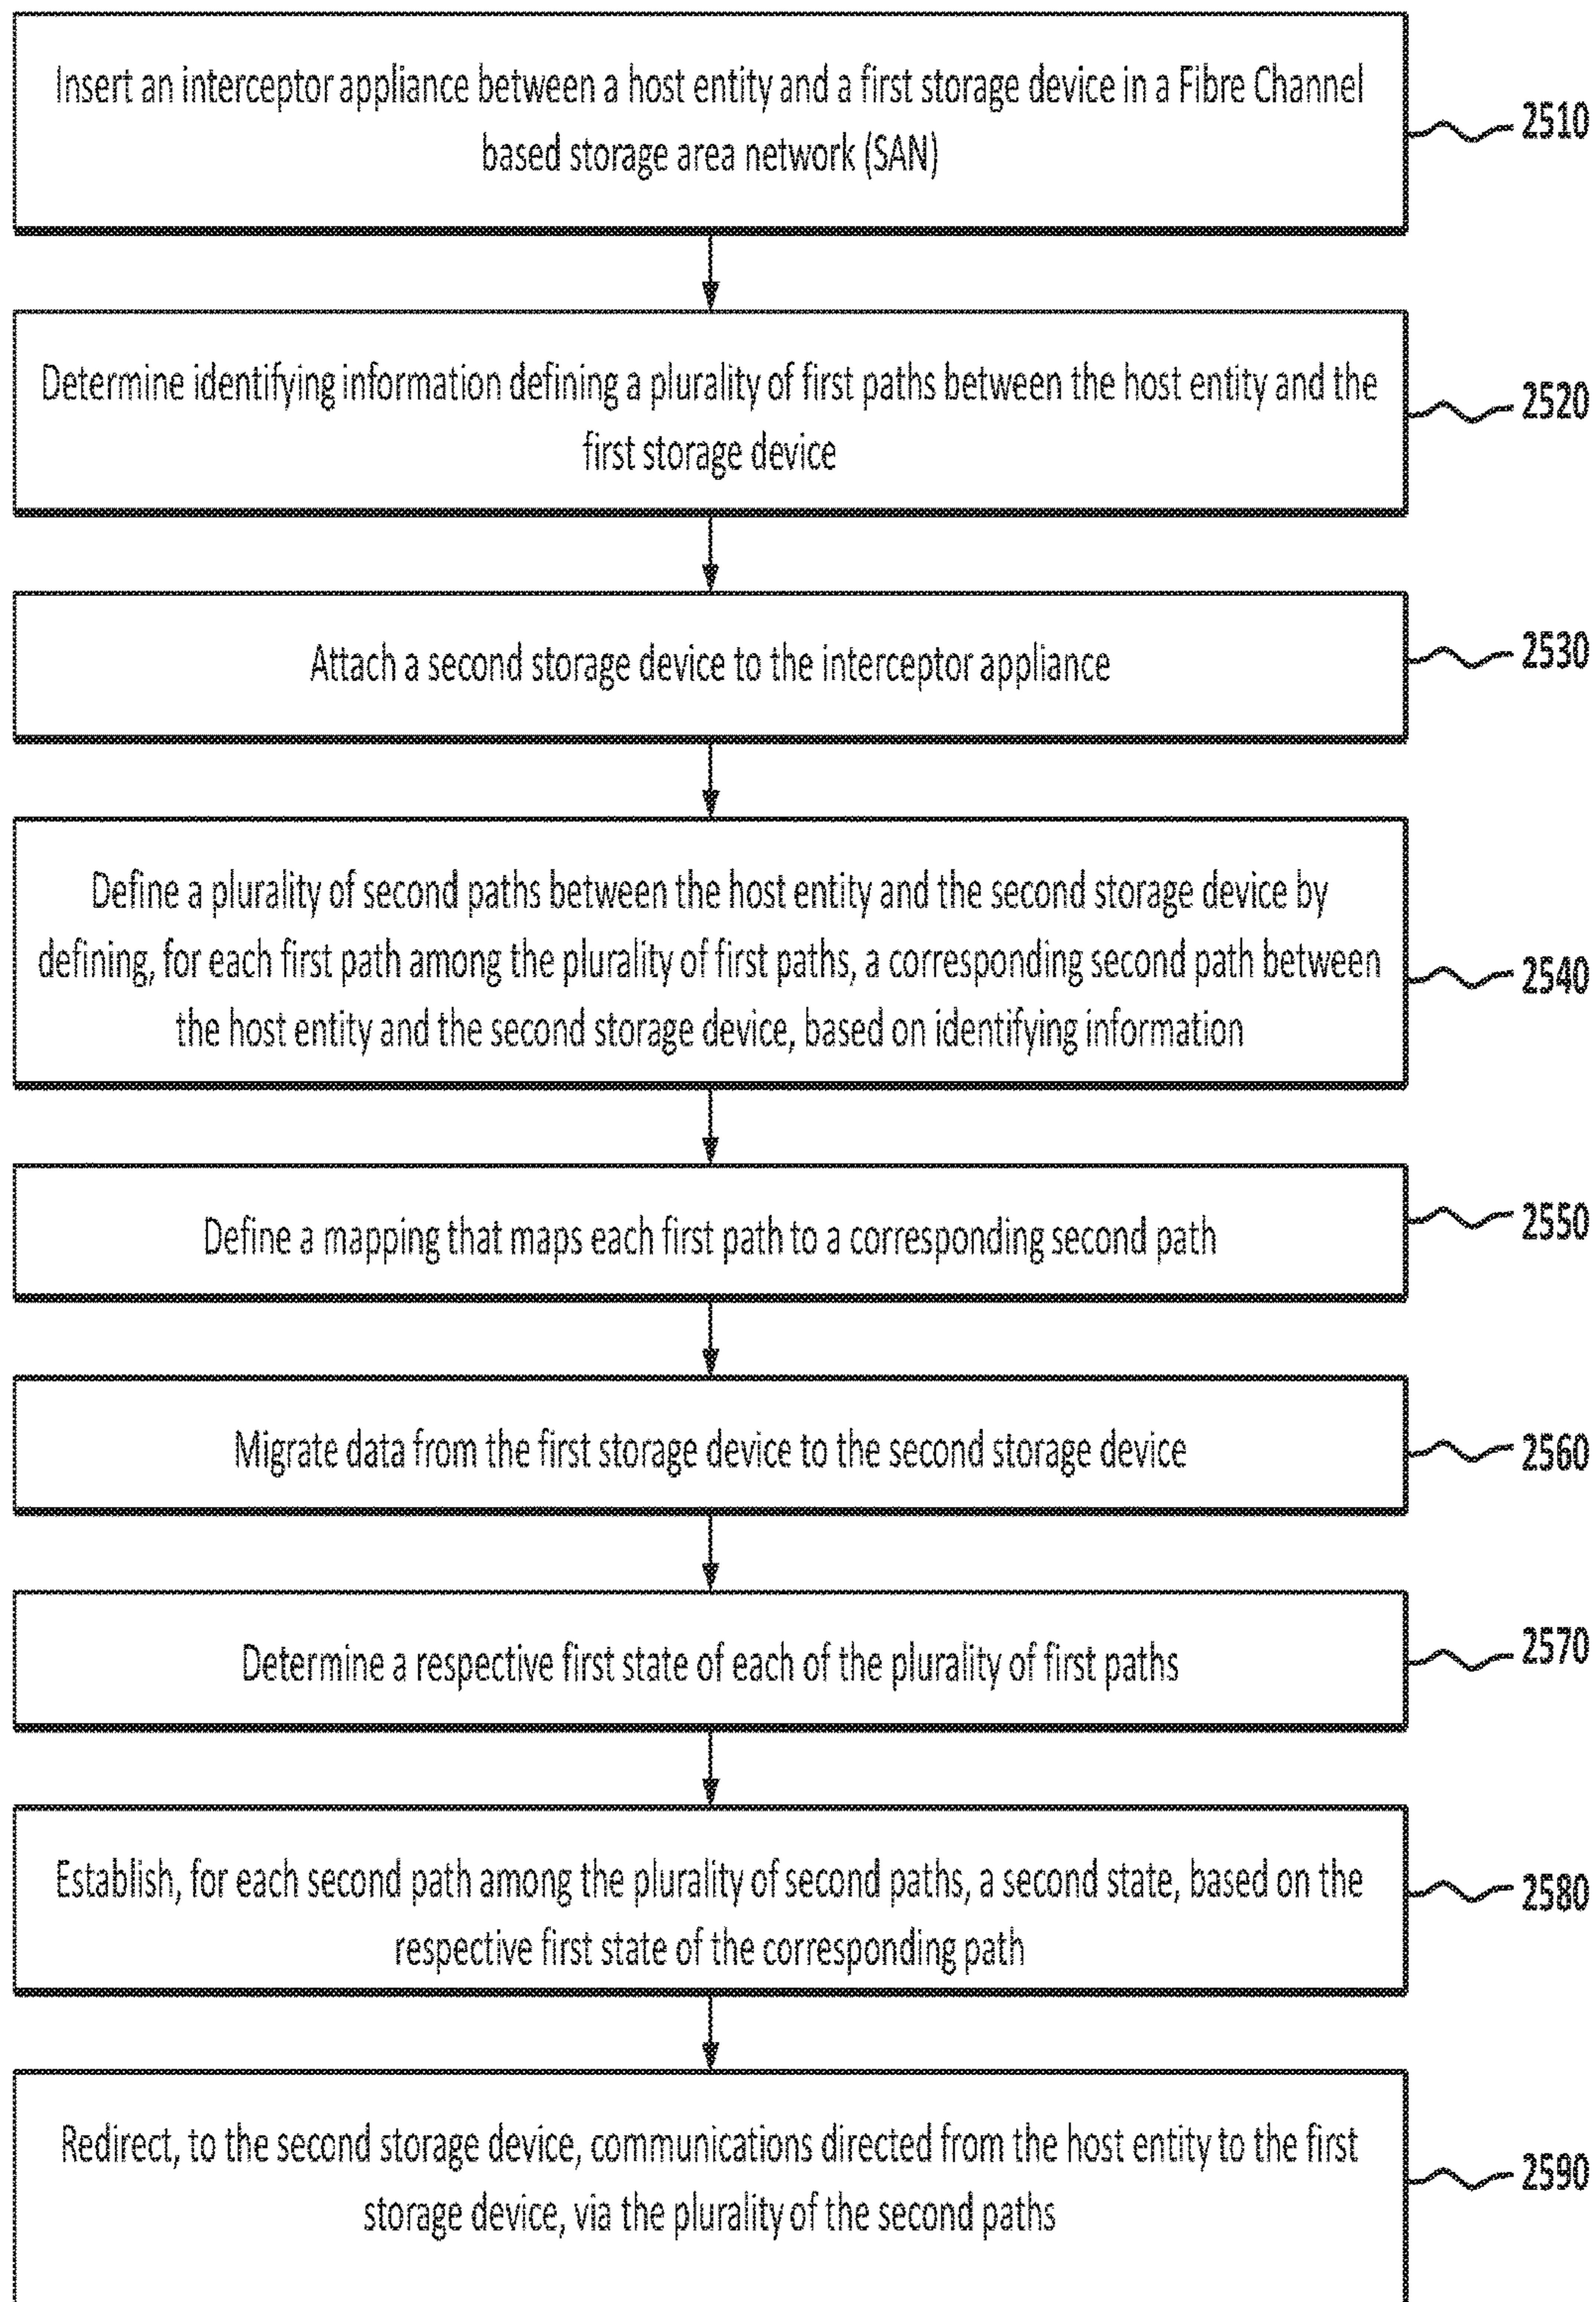 Insert an interceptor appliance between a host entity and a first storage device in a Fibre Channel
based storage area network (SAN)
2510
Determine identifying information defining a plurality of first paths between the host entity and the
first storage device
2520
Attach a second storage device to the interceptor appliance
2530
Define a plurality of second paths between the host entity and the second storage device by
defining, for each first path among the plurality of first paths, a corresponding second path between
the host entity and the second storage device, based on identifying information
2540
Define a mapping that maps each first path to a corresponding second path
2550
Migrate data from the first storage device to the second storage device
2560
Determine a respective first state of each of the plurality of first paths
2570
Establish, for each second path among the plurality of second paths, a second state, based on the
respective first state of the corresponding path
2580
Redirect, to the second storage device, communications directed from the host entity to the first
storage device, via the plurality of the second paths
2590